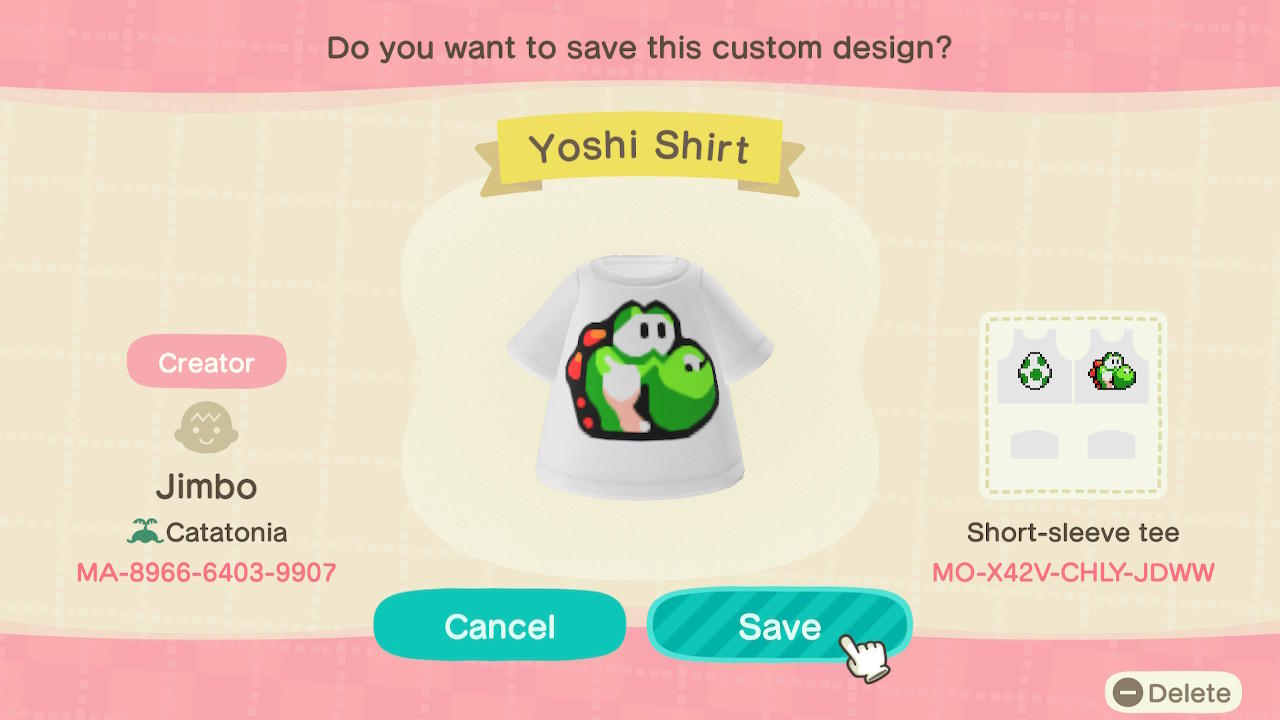 Do you want to save this custom design?
Yoshi Shirt
Creator
Jimbo
Catatonia
MA-8966-6403-9907
Short-sleeve tee
MO-X42V-CHLY-JDWW
Cancel
Save
Delete